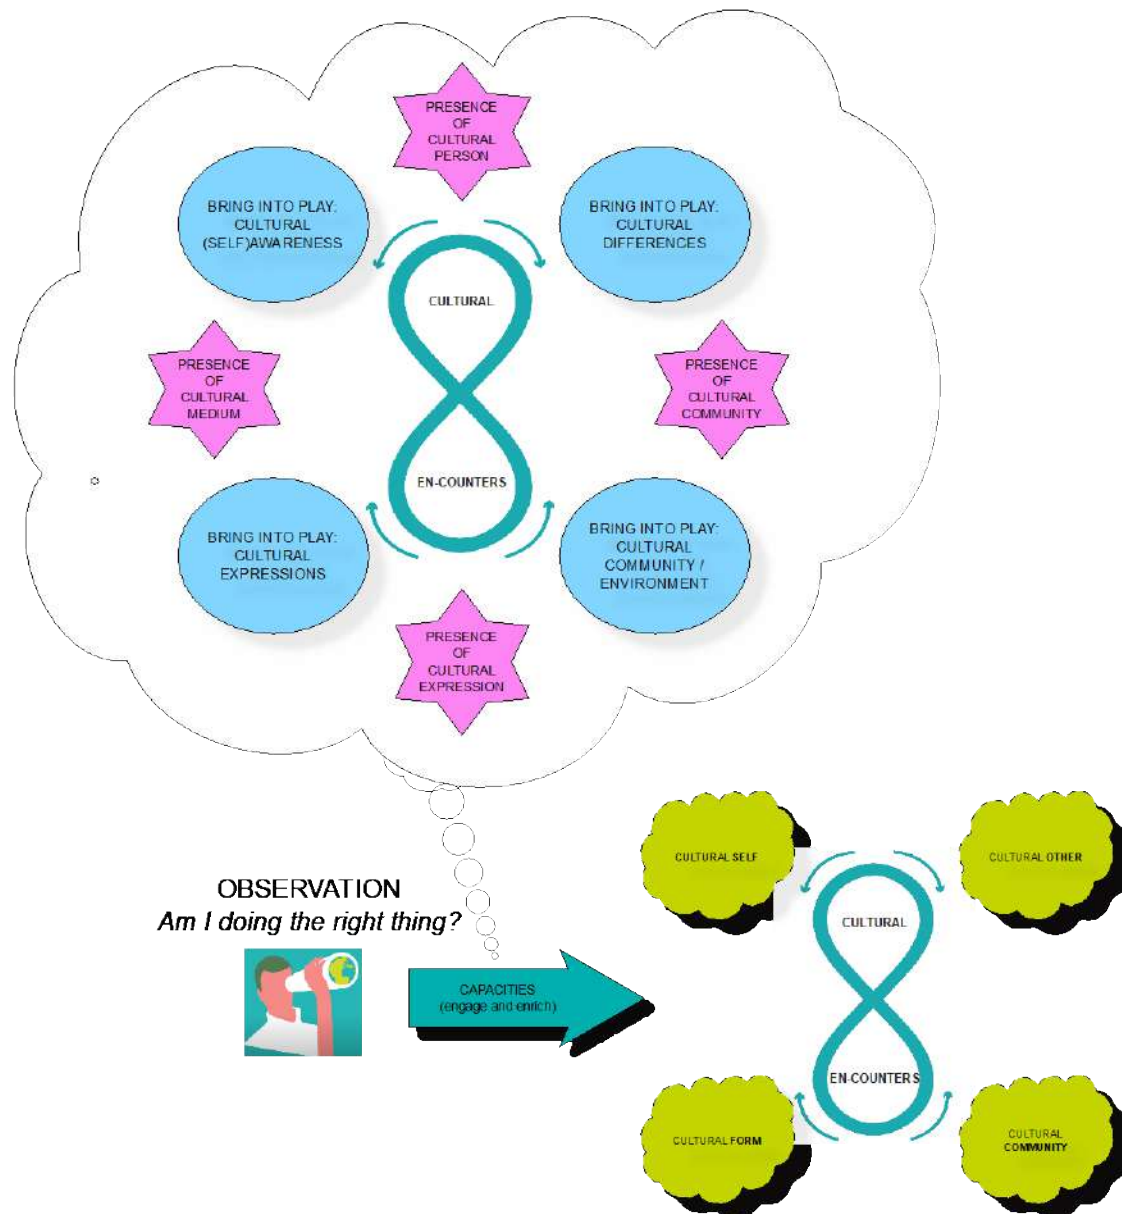 PRESENCE
OF
CULTURAL
PERSON
BRING INTO PLAY:
CULTURAL
(SELF)AWARENESS
BRING INTO PLAY:
CULTURAL
DIFFERENCES
CULTURAL
PRESENCE
OF
CULTURAL
MEDIUM
PRESENCE
OF
CULTURAL
COMMUNITY
EN-COUNTERS
BRING INTO PLAY:
CULTURAL
EXPRESSIONS
BRING INTO PLAY:
CULTURAL
COMMUNITY /
ENVIRONMENT
PRESENCE
OF
CULTURAL
EXPRESSION
OBSERVATION
Am I doing the right thing?
CAPACITIES
(engage and enrich)
CULTURAL SELF
CULTURAL OTHER
CULTURAL
EN-COUNTERS
CULTURAL FORM
CULTURAL
COMMUNITY